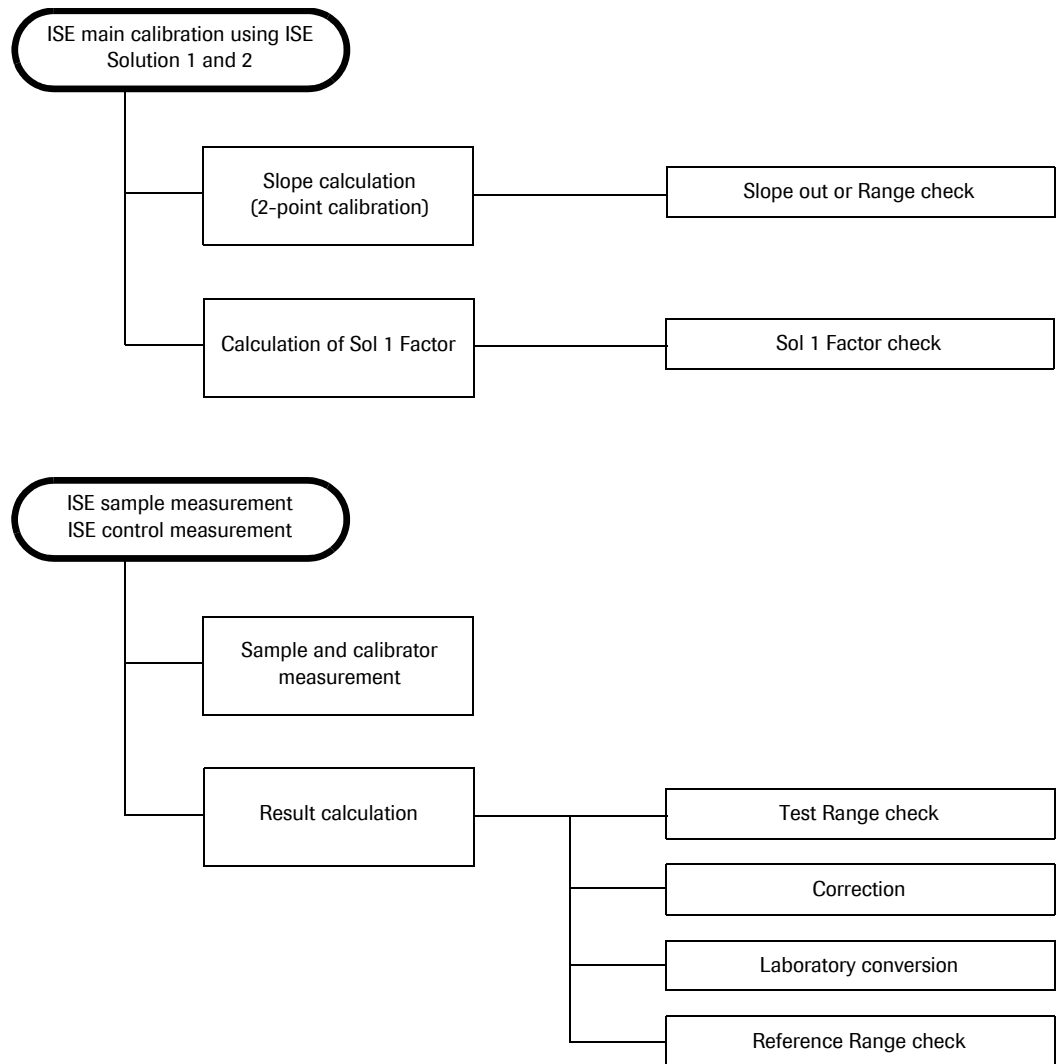 ISE main calibration using ISE
Solution 1 and 2
Slope calculation
(2-point calibration)
Slope out or Range check
Calculation of Sol 1 Factor
Sol 1 Factor check
ISE sample measurement
ISE control measurement
Sample and calibrator
measurement
Result calculation
Test Range check
Correction
Laboratory conversion
Reference Range check